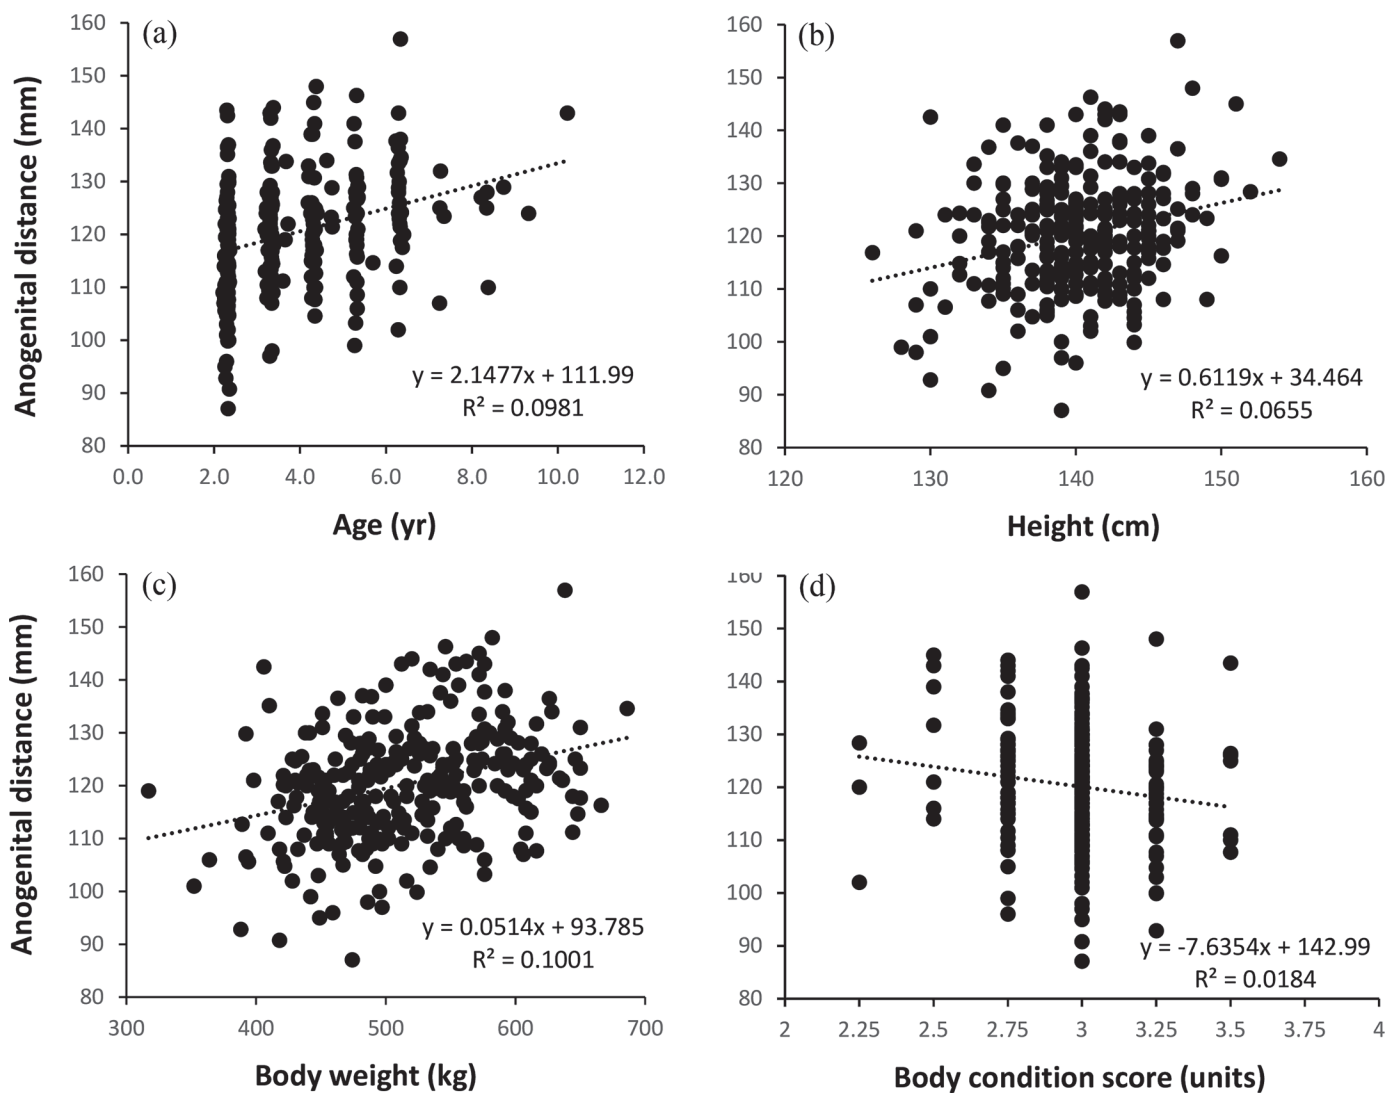 (a)
Anogenital distance (mm)
160
150
140
130
120
110
100
90
80
y = 2.1477x + 111.99
R² = 0.0981
0.0 2.0 4.0 6.0 8.0 10.0 12.0
Age (yr)
(b)
160
150
140
130
120
110
100
90
80
y = 0.6119x + 34.464
R² = 0.0655
120 130 140 150 160
Height (cm)
(c)
Anogenital distance (mm)
160
150
140
130
120
110
100
90
80
y = 0.0514x + 93.785
R² = 0.1001
300 400 500 600 700
Body weight (kg)
(d)
160
150
140
130
120
110
100
90
80
y = -7.6354x + 142.99
R² = 0.0184
2 2.25 2.5 2.75 3 3.25 3.5 3.75 4
Body condition score (units)